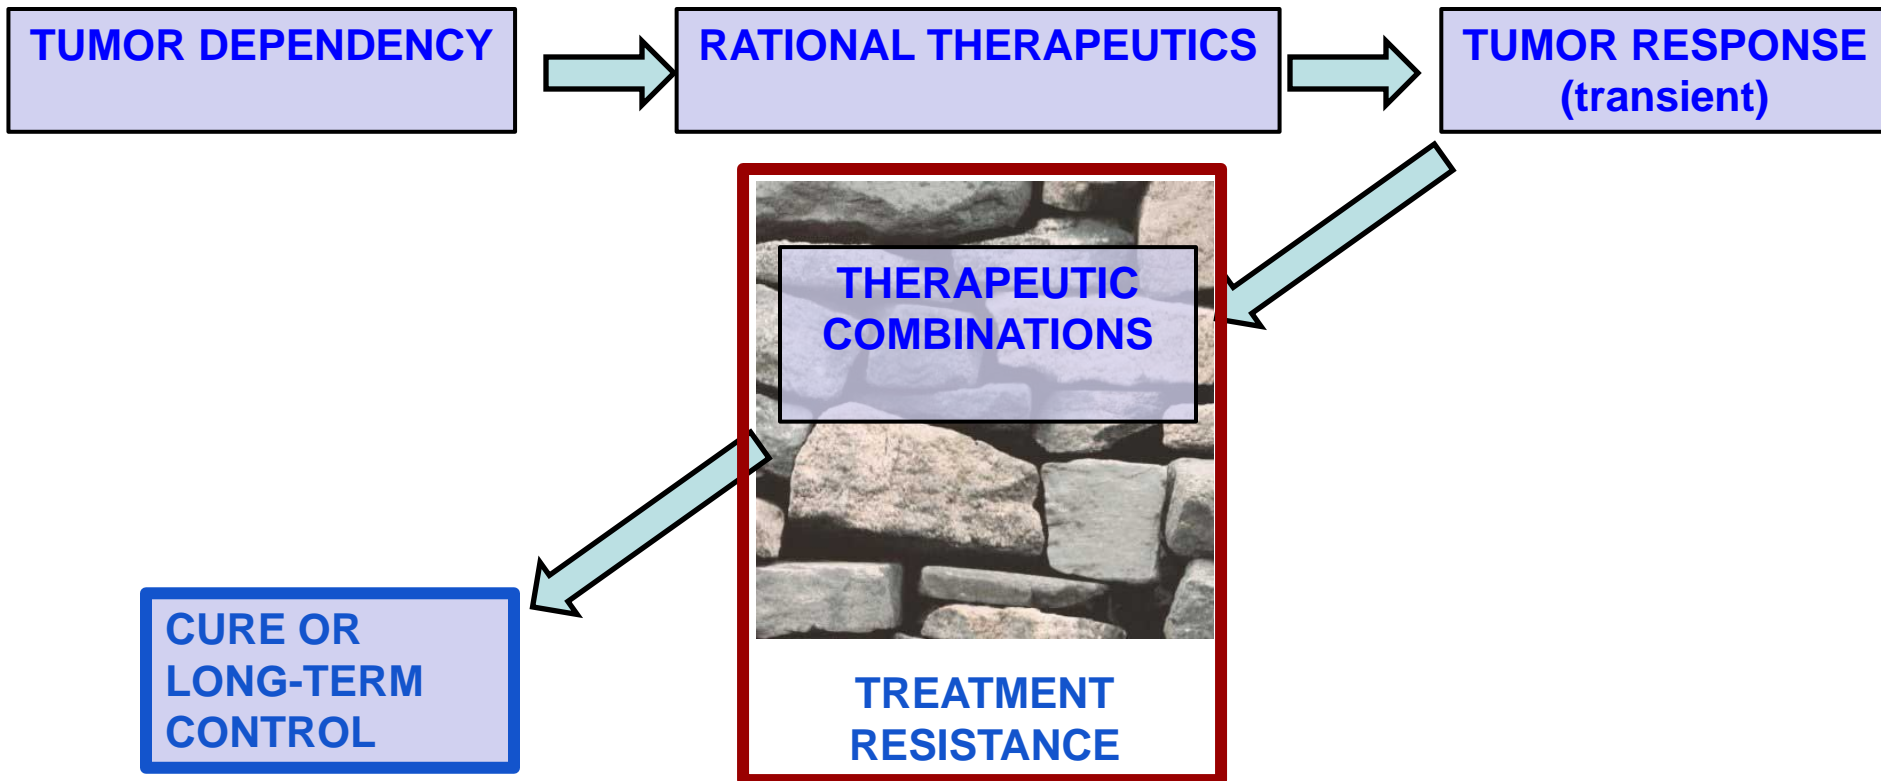 TUMOR DEPENDENCY
RATIONAL THERAPEUTICS
TUMOR RESPONSE
(transient)
THERAPEUTIC
COMBINATIONS
CURE OR
LONG-TERM
CONTROL
TREATMENT
RESISTANCE